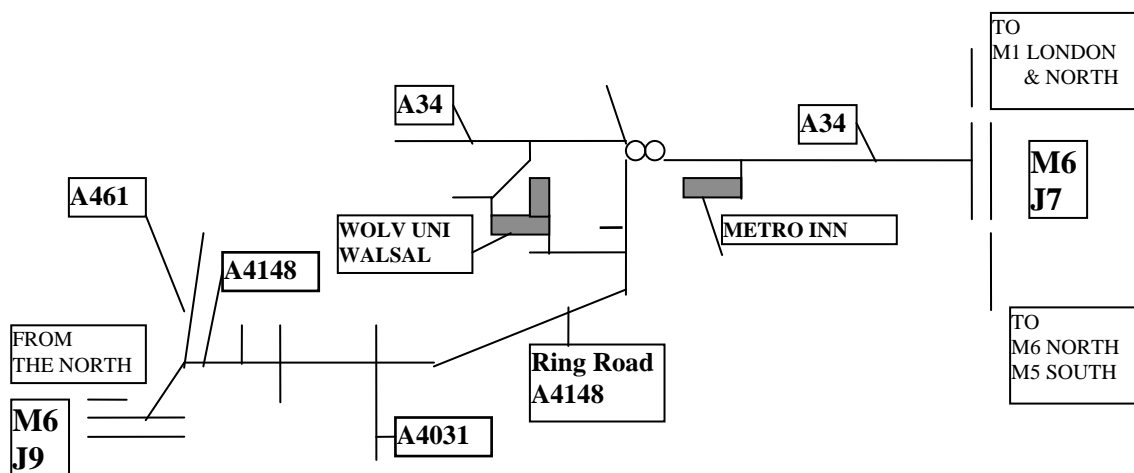 TO
M1 LONDON
& NORTH
A34
A34
M6
J7
A461
WOLV UNI
WALSAL
METRO INN
A4148
FROM
THE NORTH
TO
M6 NORTH
M5 SOUTH
Ring Road
A4148
M6
J9
A4031